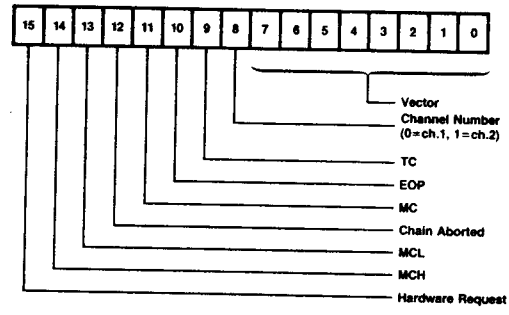 15 14 13 12 11 10 9 8 7 6 5 4 3 2 1 0
Vector
Channel Number
(0=ch.1, 1=ch.2)
TC
EOP
MC
Chain Aborted
MCL
MCH
Hardware Request